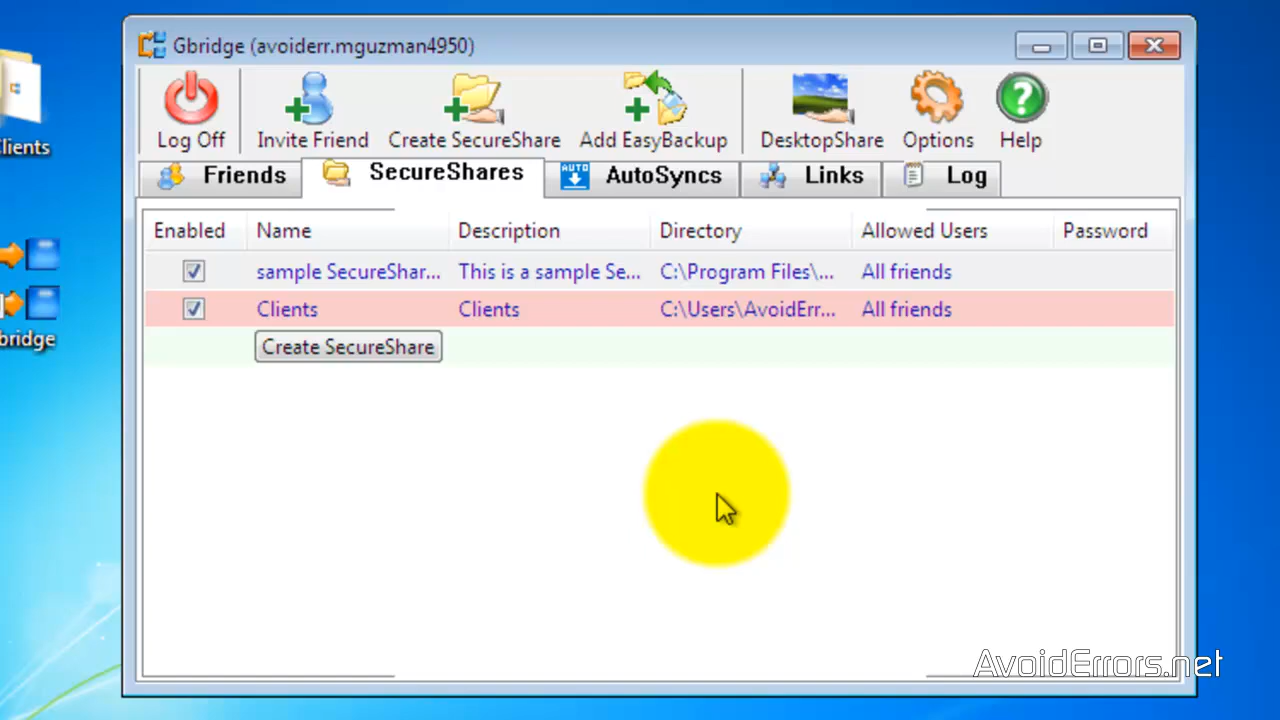 Gbridge (avoiderr.mguzman4950)
Log Off Invite Friend Create SecureShare Add EasyBackup DesktopShare Options Help
Friends SecureShares AUTO AutoSyncs Links Log
Enabled Name Description Directory Allowed Users Password
sample SecureShar... This is a sample Se... C:\Program Files\... All friends
Clients Clients C:\Users\AvoidErr... All friends
Create SecureShare
lients
bridge
AvoidErrors.net